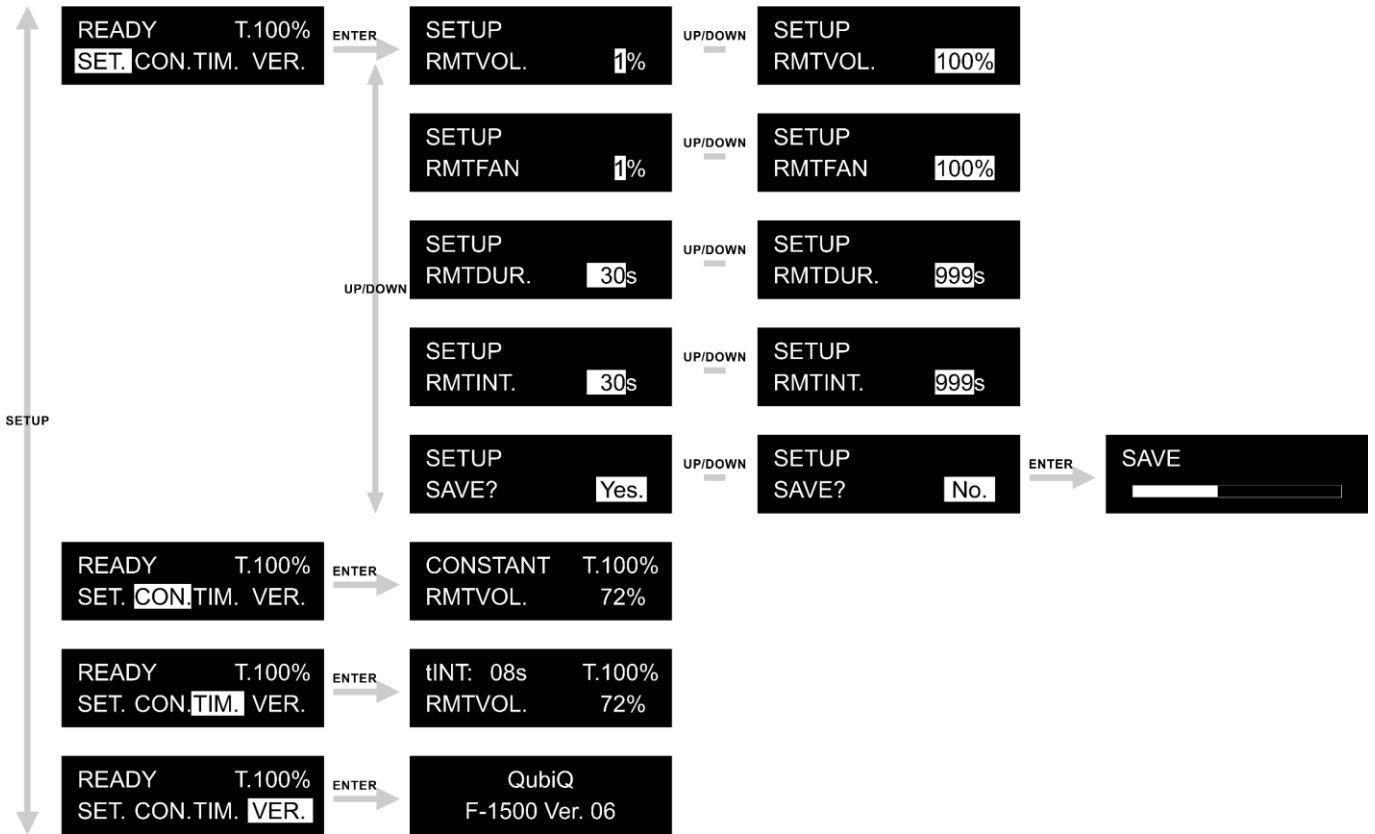 READY T.100%
SET. CON.TIM. VER.
ENTER
SETUP
RMTVOL. 1%
UP/DOWN
SETUP
RMTVOL. 100%
SETUP
RMTFAN 1%
UP/DOWN
SETUP
RMTFAN 100%
SETUP
RMTDUR. 30s
UP/DOWN
SETUP
RMTDUR. 999s
UP/DOWN
SETUP
RMTINT. 30s
UP/DOWN
SETUP
RMTINT. 999s
SETUP
SETUP
SAVE? Yes.
UP/DOWN
SETUP
SAVE? No.
ENTER
SAVE
READY T.100%
SET. CON.TIM. VER.
ENTER
CONSTANT T.100%
RMTVOL. 72%
READY T.100%
SET. CON.TIM. VER.
ENTER
tINT: 08s T.100%
RMTVOL. 72%
READY T.100%
SET. CON.TIM. VER.
ENTER
QubiQ
F-1500 Ver. 06